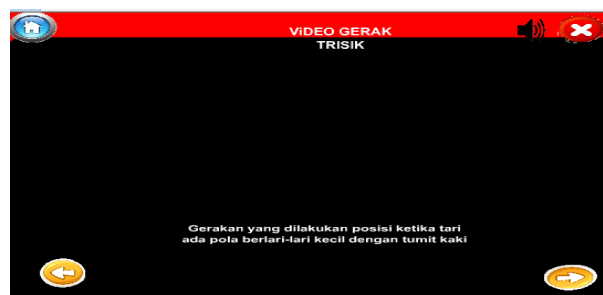 ViDEO GERAK
TRISIK
Gerakan yang dilakukan posisi ketika tari
ada pola berlari-lari kecil dengan tumit kaki